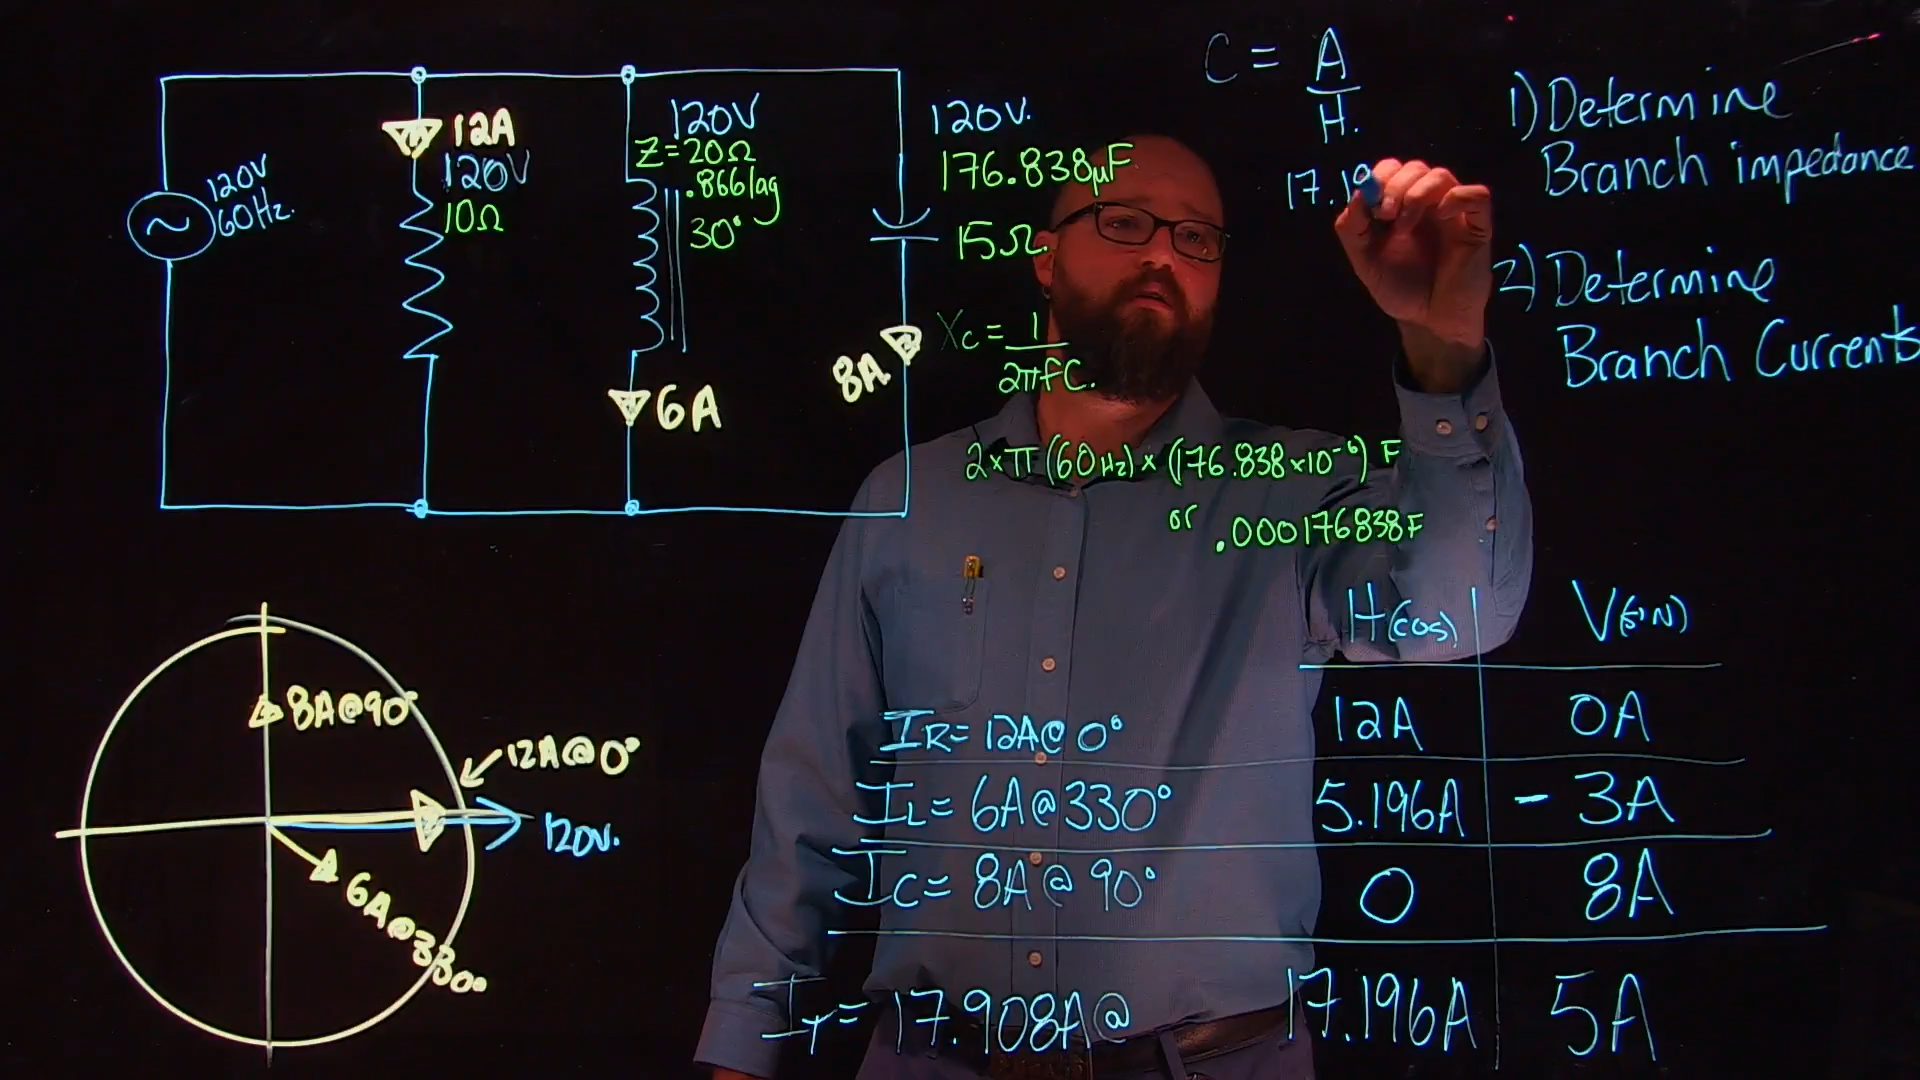 120V
60Hz.
~
12A
120V
10Ω
120V
Z=20Ω
.866lag
30°
6A
120V.
176.838µF
15Ω
8A
Xc = 1
2πfC.
2×π(60Hz)×(176.838×10⁻⁶) F
or
.000176838F
C = A
H.
17.19
1) Determine
Branch impedance
2) Determine
Branch Currents
8A@90°
12A@0°
120V.
6A@330°
H(cos) V(SIN)
IR= 12A@0° 12A 0A
IL= 6A@330° 5.196A -3A
IC= 8A@90° 0 8A
IT= 17.908A@ 17.196A 5A